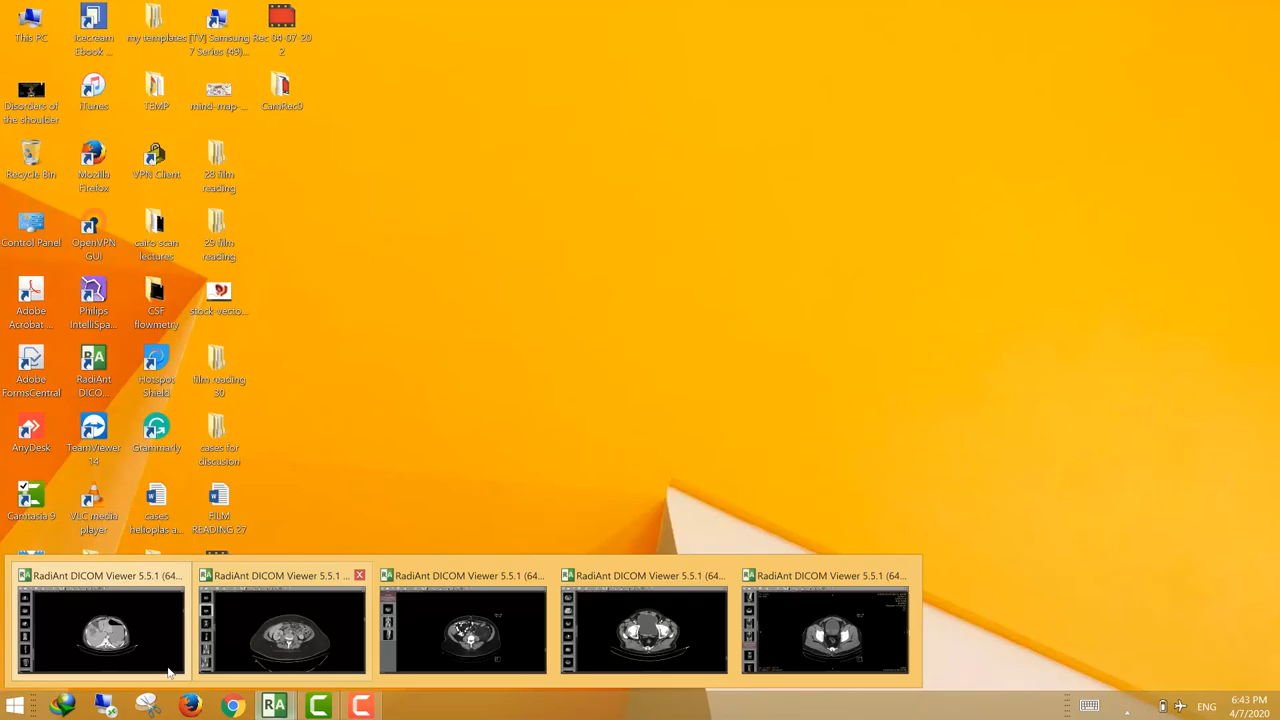 This PC
Icecream
Ebook ...
my templates
[TV] Samsung
7 Series (49)...
Rec 04-07-20
2
Disorders of
the shoulder
iTunes
TEMP
mind-map-...
CamRec0
Recycle Bin
Mozilla
Firefox
VPN Client
28 film
reading
Control Panel
OpenVPN
GUI
cairo scan
lectures
29 film
reading
Adobe
Acrobat ...
Philips
IntelliSpa...
CSF
flowmetry
stock-vecto...
Adobe
FormsCentral
RadiAnt
DICO...
Hotspot
Shield
film reading
30
AnyDesk
TeamViewer
14
Grammarly
cases for
discusion
Camtasia 9
VLC media
player
cases
helioplas a...
FILM
READING 27
RadiAnt DICOM Viewer 5.5.1 (64...
RadiAnt DICOM Viewer 5.5.1 ...
RadiAnt DICOM Viewer 5.5.1 (64...
RadiAnt DICOM Viewer 5.5.1 (64...
RadiAnt DICOM Viewer 5.5.1 (64...
RA
ENG
6:43 PM
4/7/2020